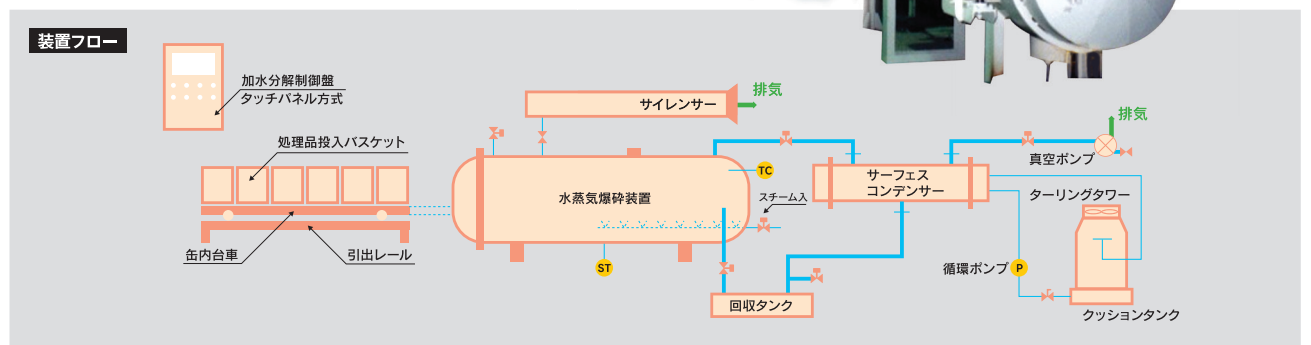 装置フロー
加水分解制御盤
タッチパネル方式
処理品投入バスケット
缶内台車
引出レール
サイレンサー
排気
水蒸気爆砕装置
TC
スチーム入
ST
回収タンク
サーフェス
コンデンサー
真空ポンプ
排気
ターリングタワー
循環ポンプ
P
クッションタンク